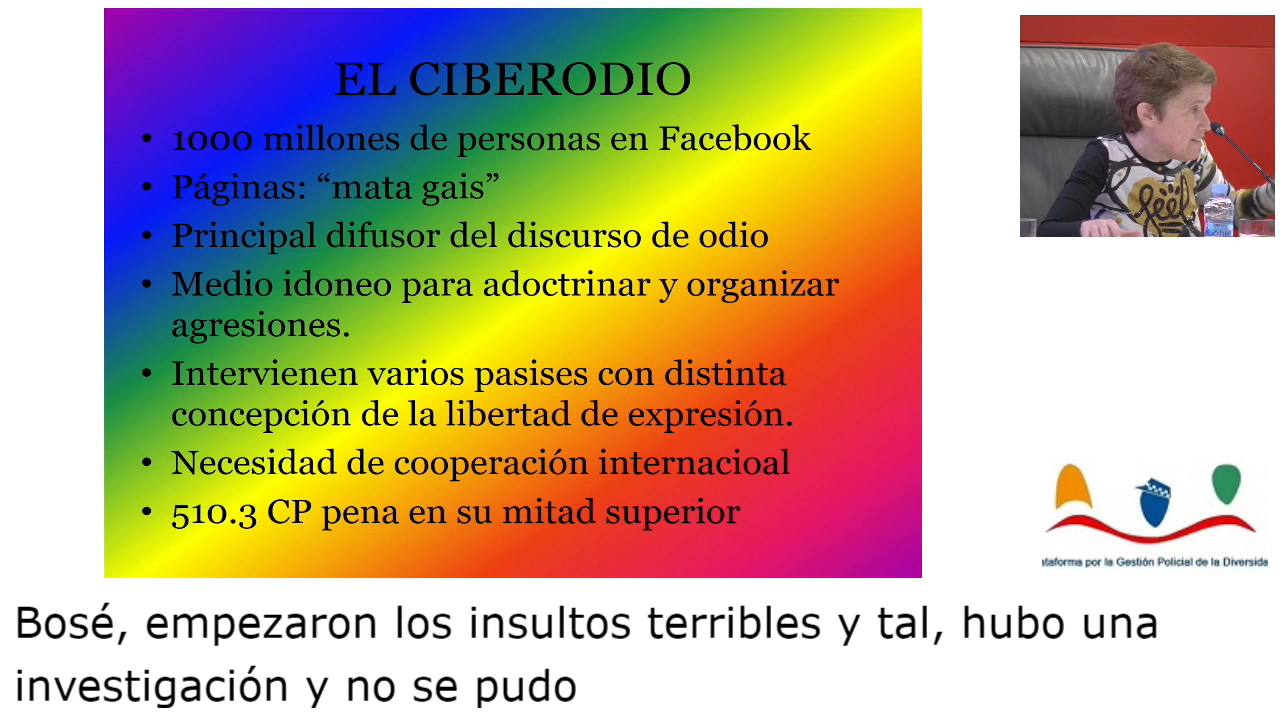 EL CIBERODIO
• 1000 millones de personas en Facebook
• Páginas: “mata gais”
• Principal difusor del discurso de odio
• Medio idoneo para adoctrinar y organizar
agresiones.
• Intervienen varios pasises con distinta
concepción de la libertad de expresión.
• Necesidad de cooperación internacioal
• 510.3 CP pena en su mitad superior
feel
ataforma por la Gestión Policial de la Diversida
Bosé, empezaron los insultos terribles y tal, hubo una
investigación y no se pudo